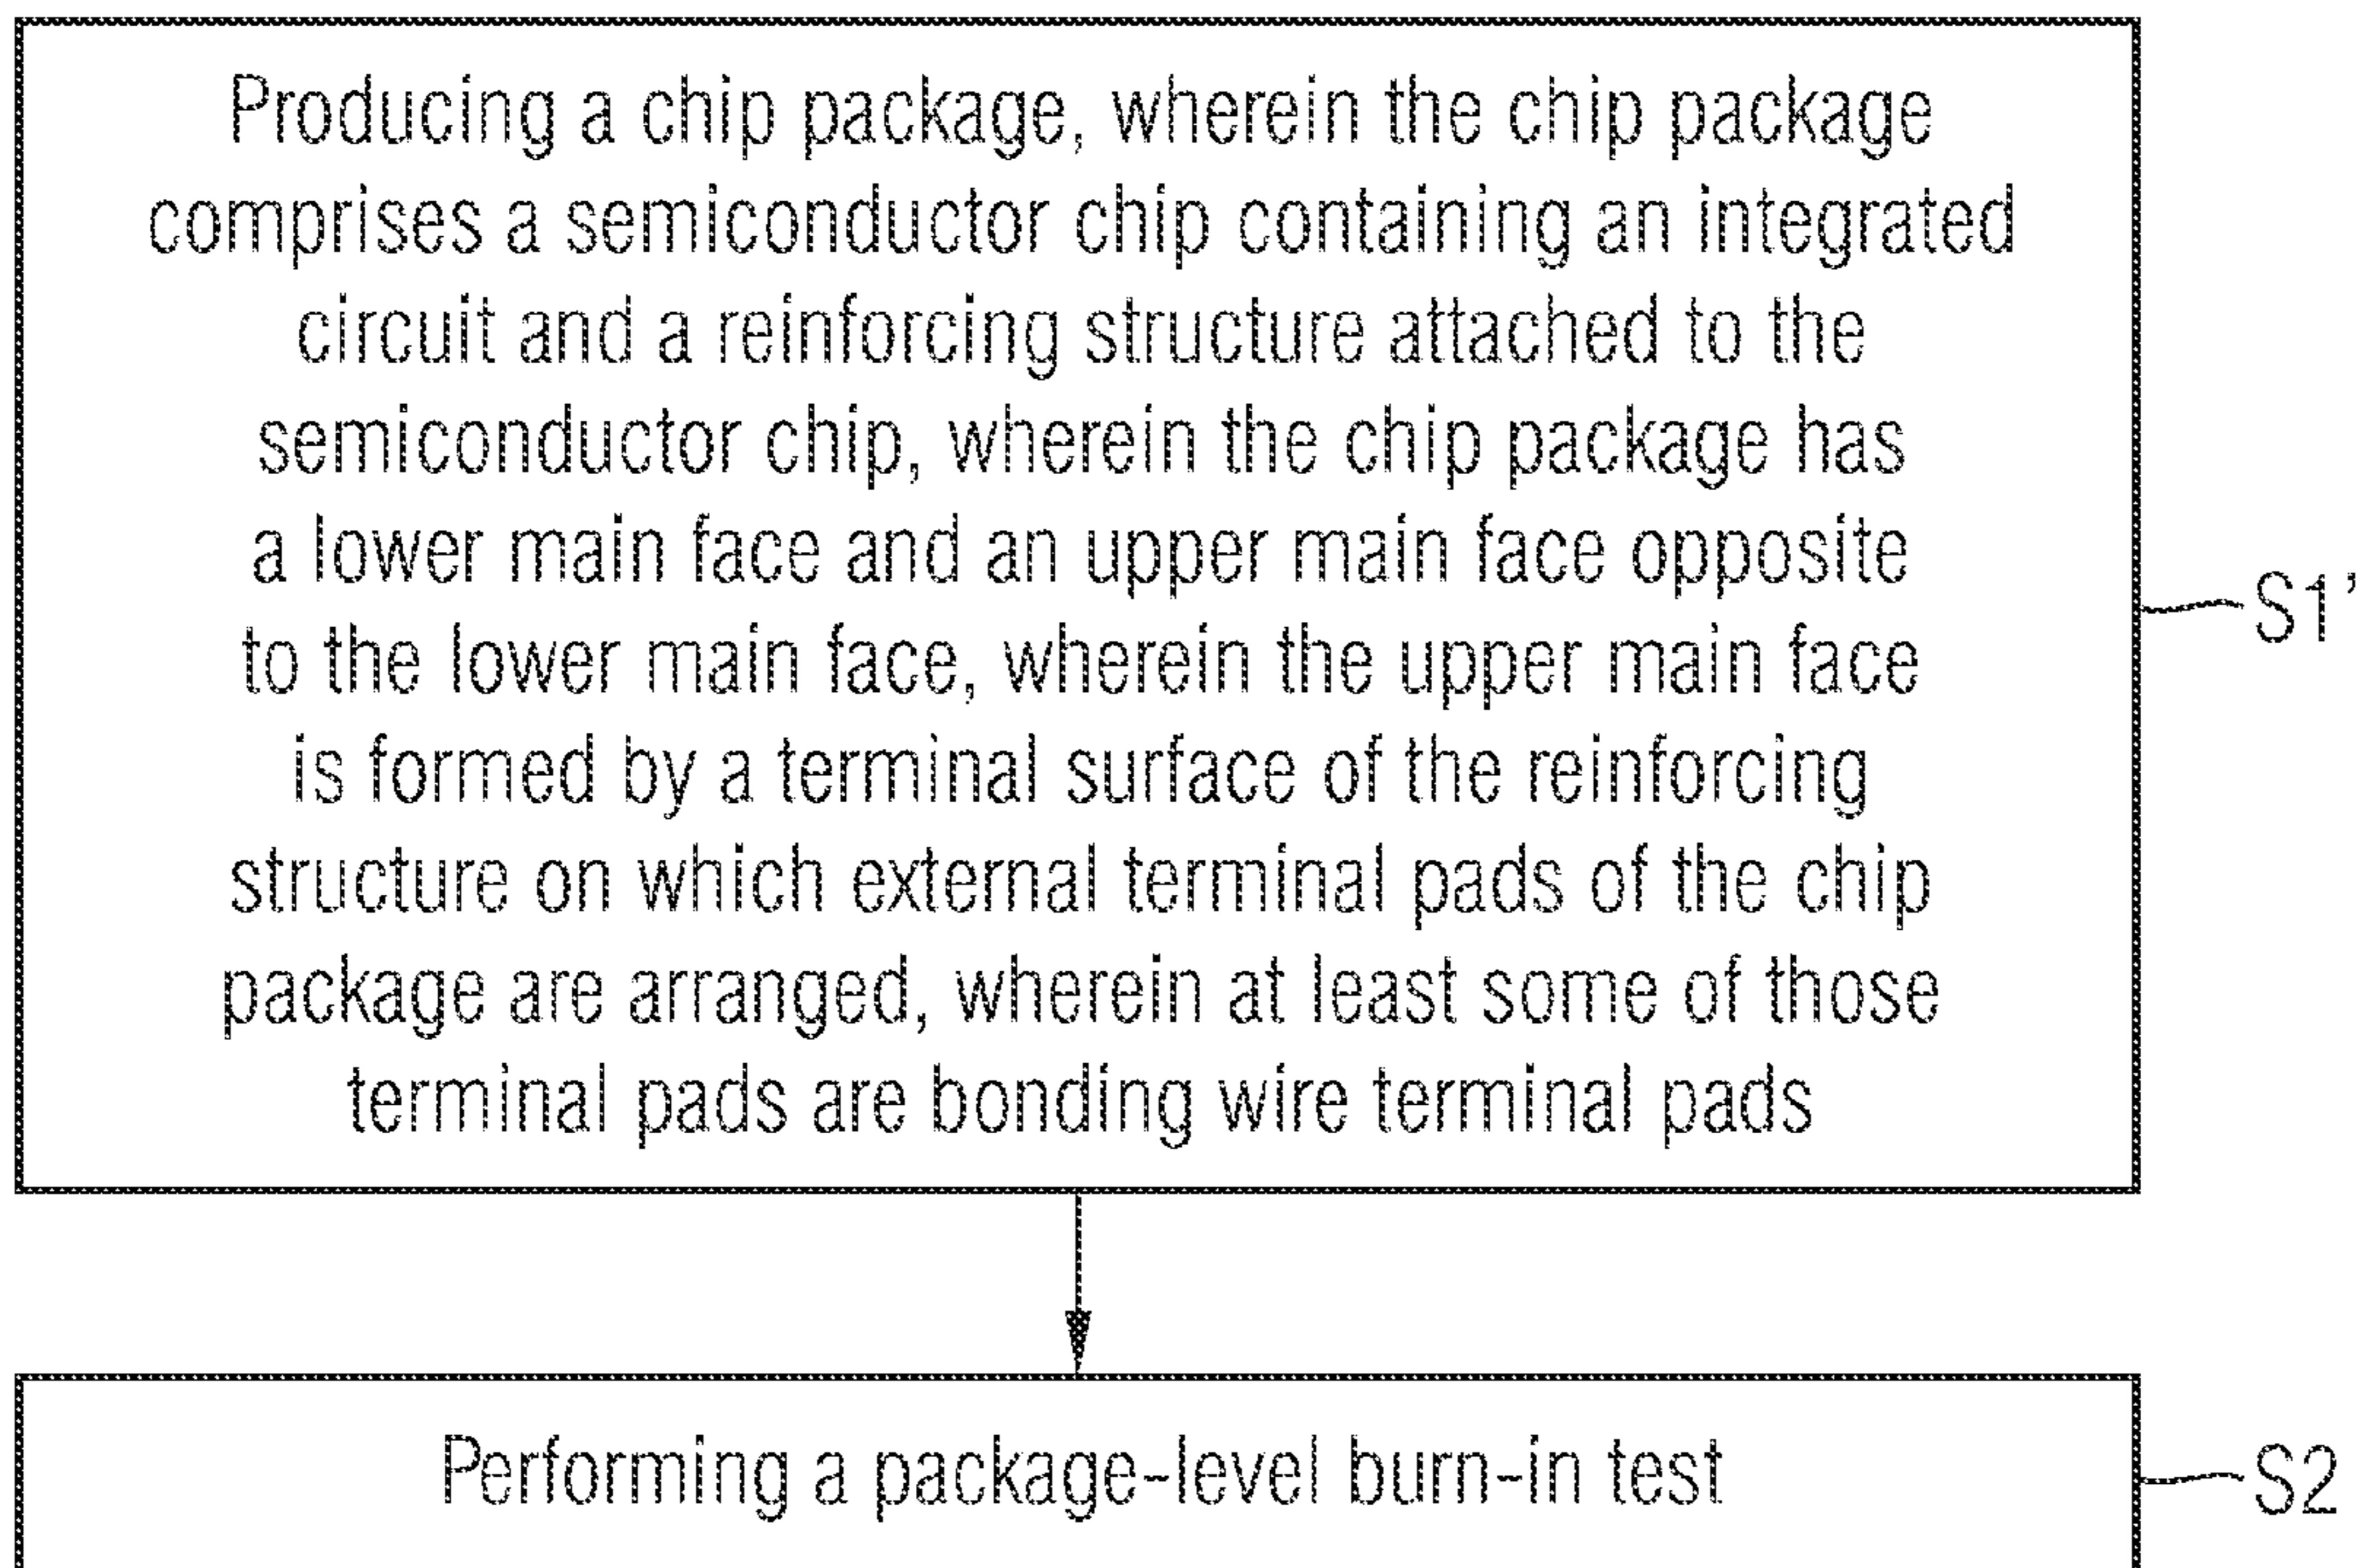 Producing a chip package, wherein the chip package
comprises a semiconductor chip containing an integrated
circuit and a reinforcing structure attached to the
semiconductor chip, wherein the chip package has
a lower main face and an upper main face opposite
to the lower main face, wherein the upper main face
is formed by a terminal surface of the reinforcing
structure on which external terminal pads of the chip
package are arranged, wherein at least some of those
terminal pads are bonding wire terminal pads
S1’
Performing a package-level burn-in test
S2